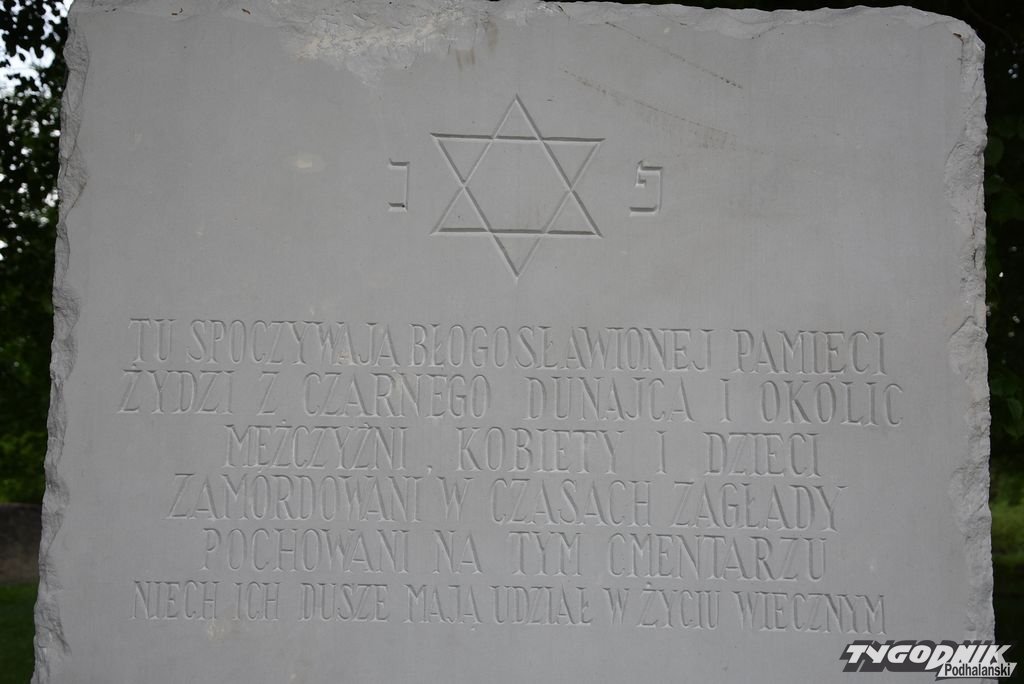 פ נ
TU SPOCZYWAJĄ BŁOGOSŁAWIONEJ PAMIĘCI
ŻYDZI Z CZARNEGO DUNAJCA I OKOLIC
MĘŻCZYŹNI, KOBIETY I DZIECI
ZAMORDOWANI W CZASACH ZAGŁADY
POCHOWANI NA TYM CMENTARZU
NIECH ICH DUSZE MAJĄ UDZIAŁ W ŻYCIU WIECZNYM
TYGODNIK
Podhalański